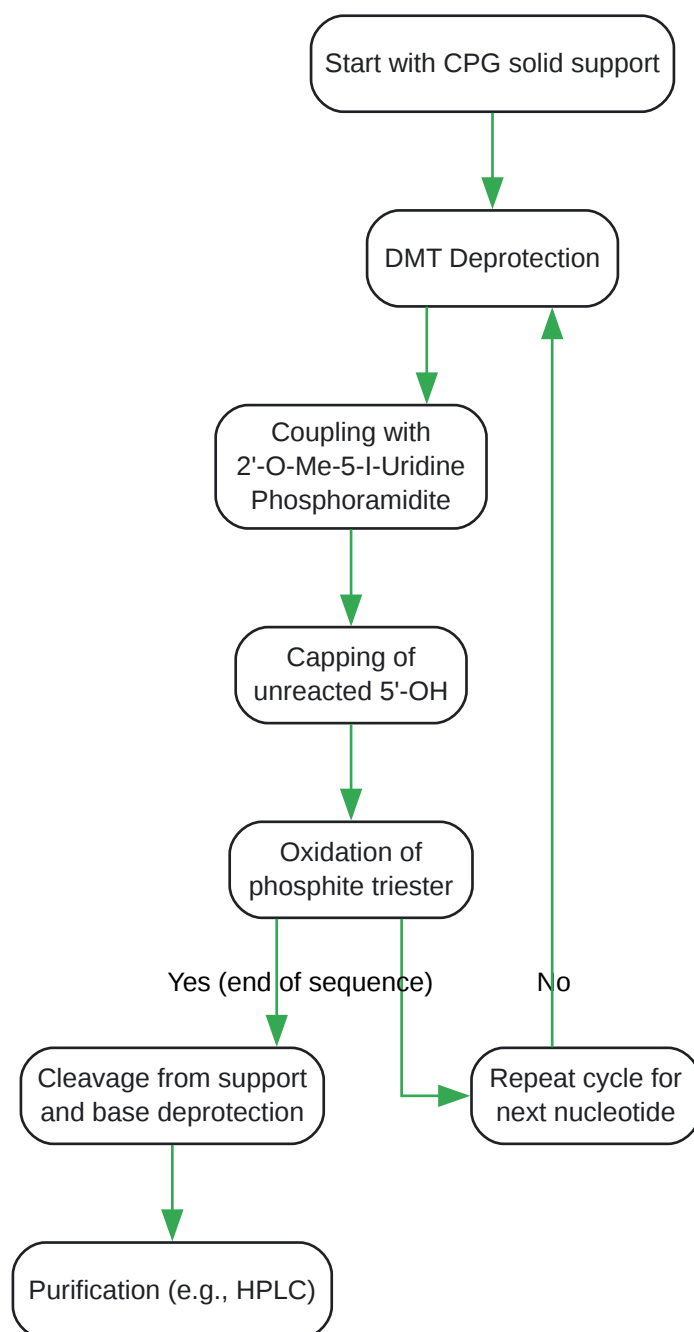 Start with CPG solid support
DMT Deprotection
Coupling with
2'-O-Me-5-I-Uridine
Phosphoramidite
Capping of
unreacted 5'-OH
Oxidation of
phosphite triester
Yes (end of sequence)
No
Cleavage from support
and base deprotection
Repeat cycle for
next nucleotide
Purification (e.g., HPLC)